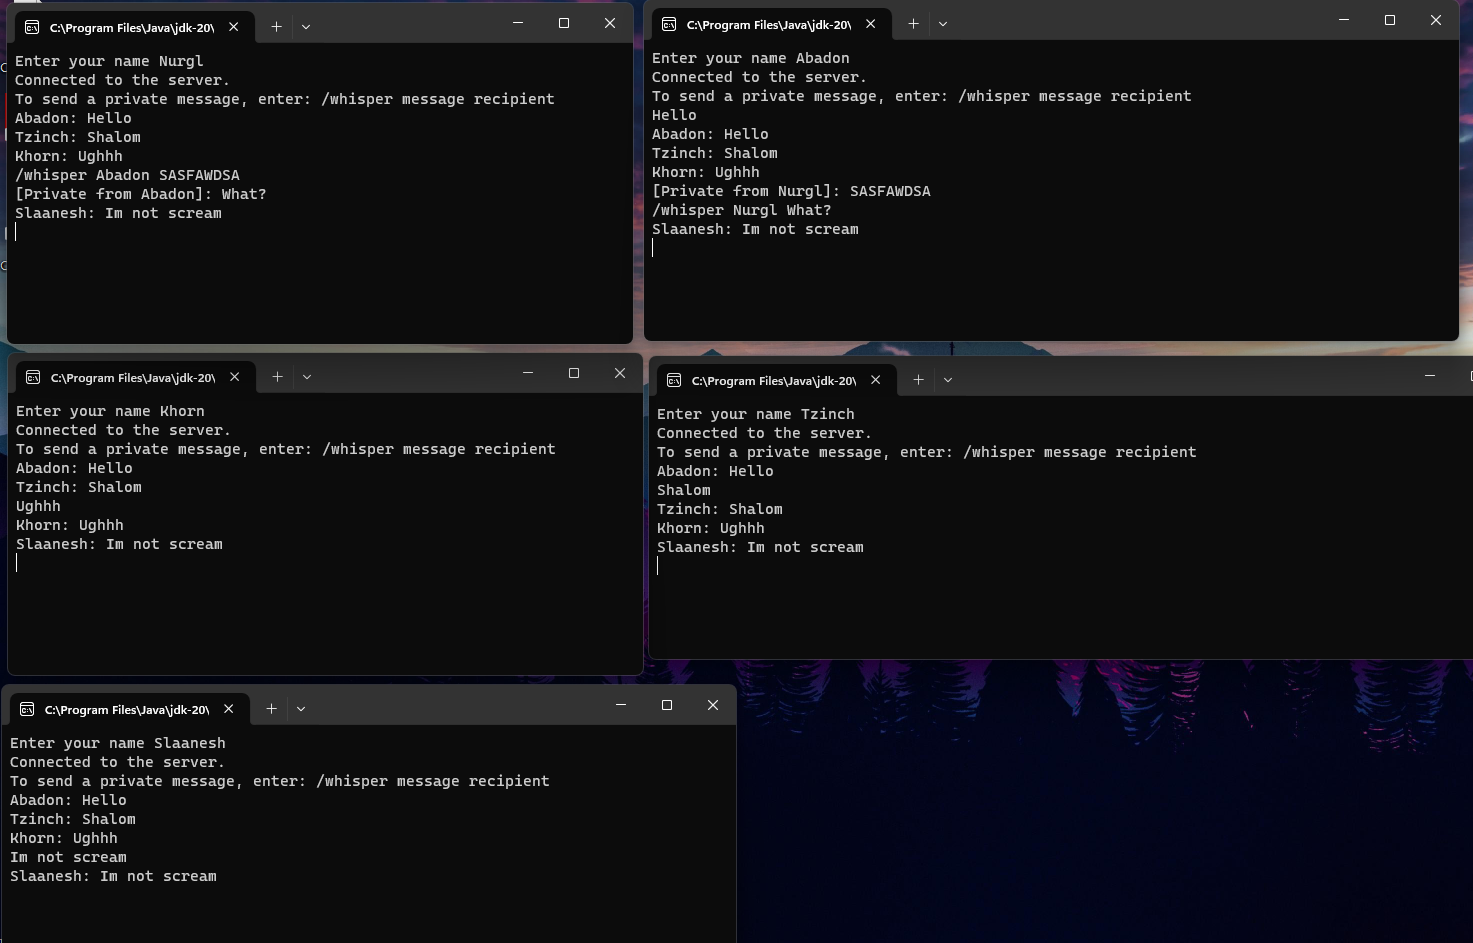 C:\Program Files\Java\jdk-20\
Enter your name Nurgl
Connected to the server.
To send a private message, enter: /whisper message recipient
Abadon: Hello
Tzinch: Shalom
Khorn: Ughhh
/whisper Abadon SASFAWDSA
[Private from Abadon]: What?
Slaanesh: Im not scream
C:\Program Files\Java\jdk-20\
Enter your name Abadon
Connected to the server.
To send a private message, enter: /whisper message recipient
Hello
Abadon: Hello
Tzinch: Shalom
Khorn: Ughhh
[Private from Nurgl]: SASFAWDSA
/whisper Nurgl What?
Slaanesh: Im not scream
C:\Program Files\Java\jdk-20\
Enter your name Khorn
Connected to the server.
To send a private message, enter: /whisper message recipient
Abadon: Hello
Tzinch: Shalom
Ughhh
Khorn: Ughhh
Slaanesh: Im not scream
C:\Program Files\Java\jdk-20\
Enter your name Tzinch
Connected to the server.
To send a private message, enter: /whisper message recipient
Abadon: Hello
Shalom
Tzinch: Shalom
Khorn: Ughhh
Slaanesh: Im not scream
C:\Program Files\Java\jdk-20\
Enter your name Slaanesh
Connected to the server.
To send a private message, enter: /whisper message recipient
Abadon: Hello
Tzinch: Shalom
Khorn: Ughhh
Im not scream
Slaanesh: Im not scream